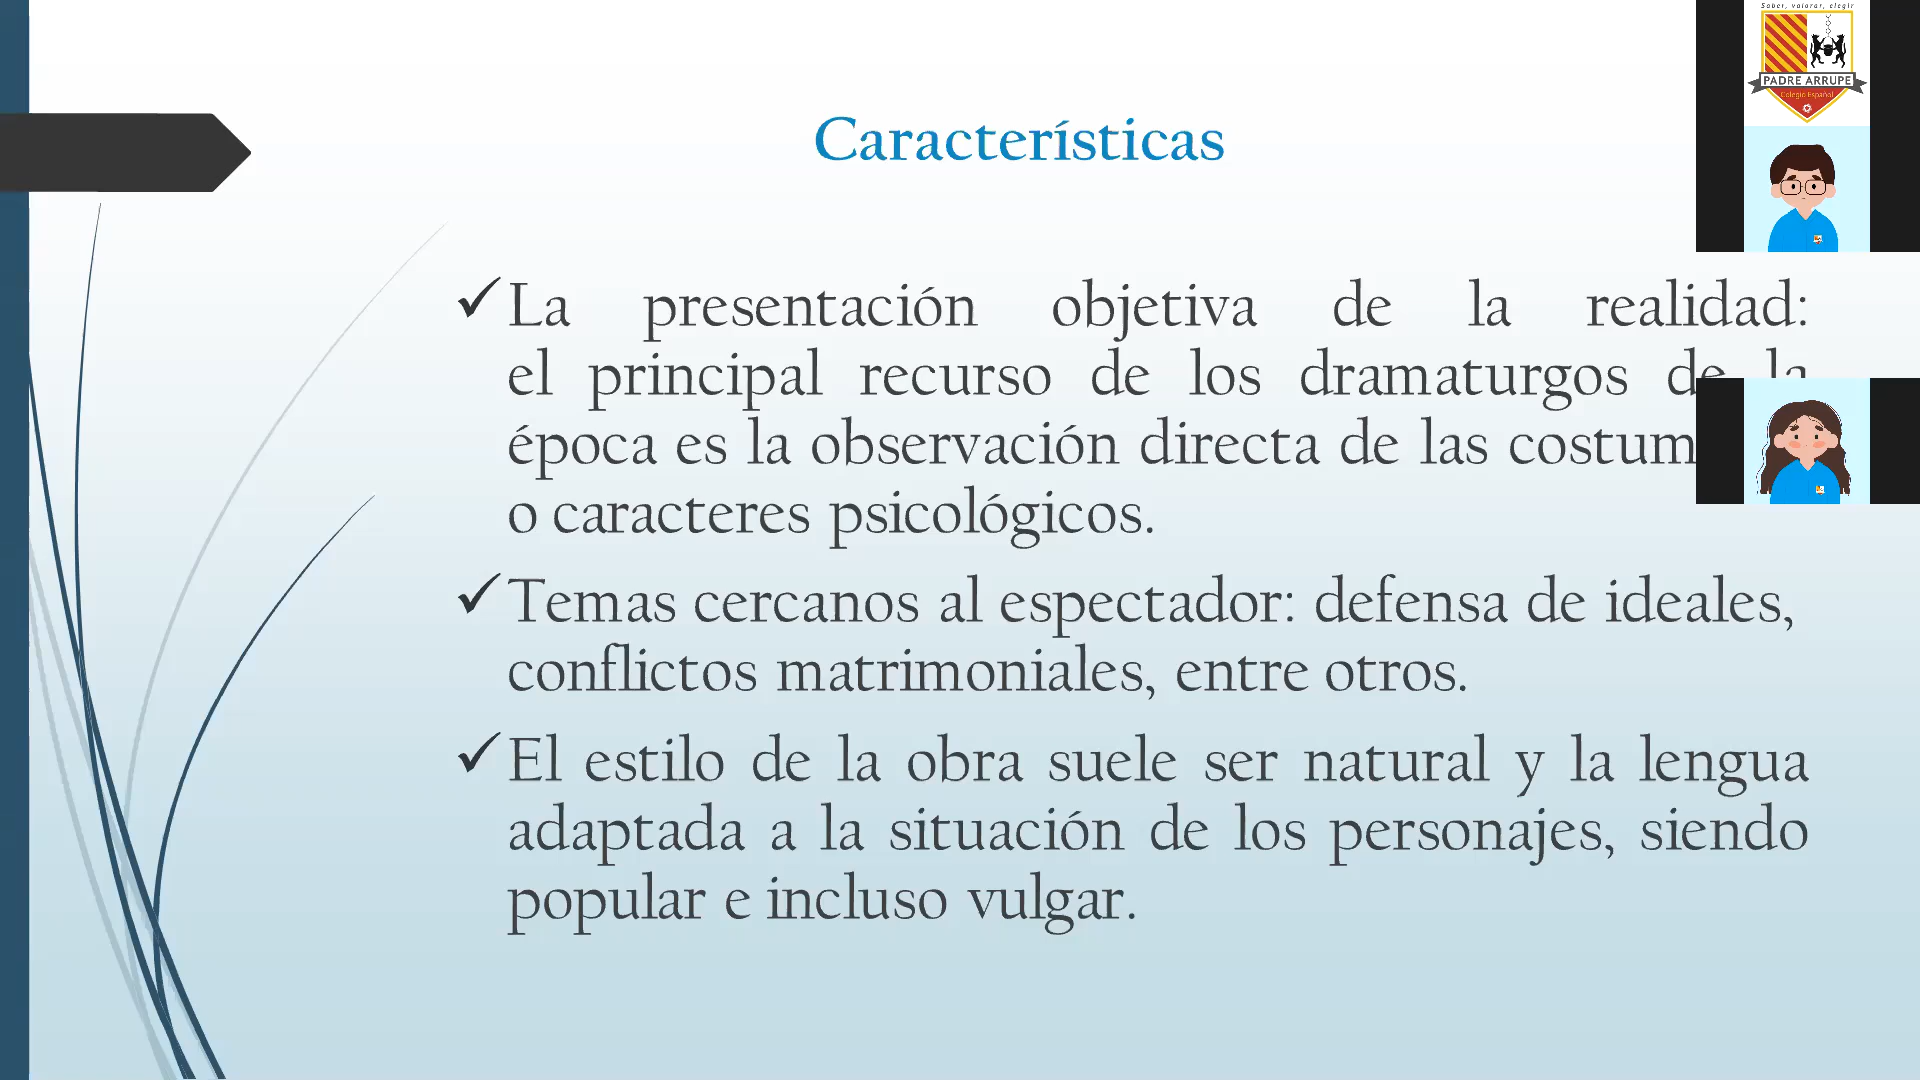 Saber, valorar, elegir
PADRE ARRUPE
Colegio Español
Características
La presentación objetiva de la realidad:
el principal recurso de los dramaturgos de la
época es la observación directa de las costum
o caracteres psicológicos.
Temas cercanos al espectador: defensa de ideales,
conflictos matrimoniales, entre otros.
El estilo de la obra suele ser natural y la lengua
adaptada a la situación de los personajes, siendo
popular e incluso vulgar.